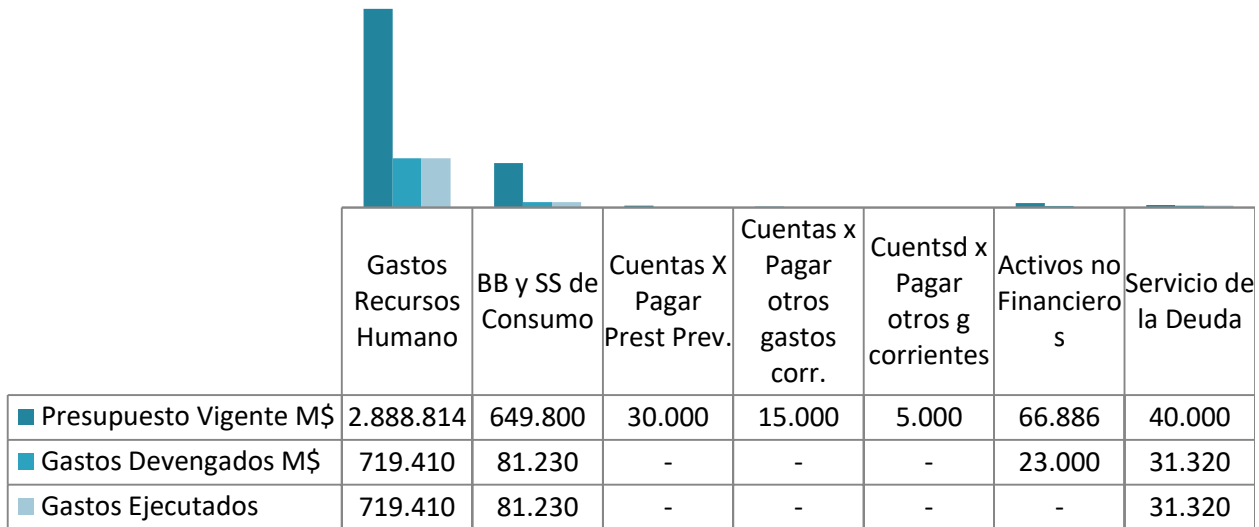 Gastos
Recursos
Humano
BB y SS de
Consumo
Cuentas X
Pagar
Prest Prev.
Cuentas x
Pagar
otros
gastos
corr.
Cuentsd x
Pagar
otros g
corrientes
Activos no
Financiero
s
Servicio de
la Deuda
Presupuesto Vigente M$ 2.888.814 649.800 30.000 15.000 5.000 66.886 40.000
Gastos Devengados M$ 719.410 81.230 - - - 23.000 31.320
Gastos Ejecutados 719.410 81.230 - - - - 31.320